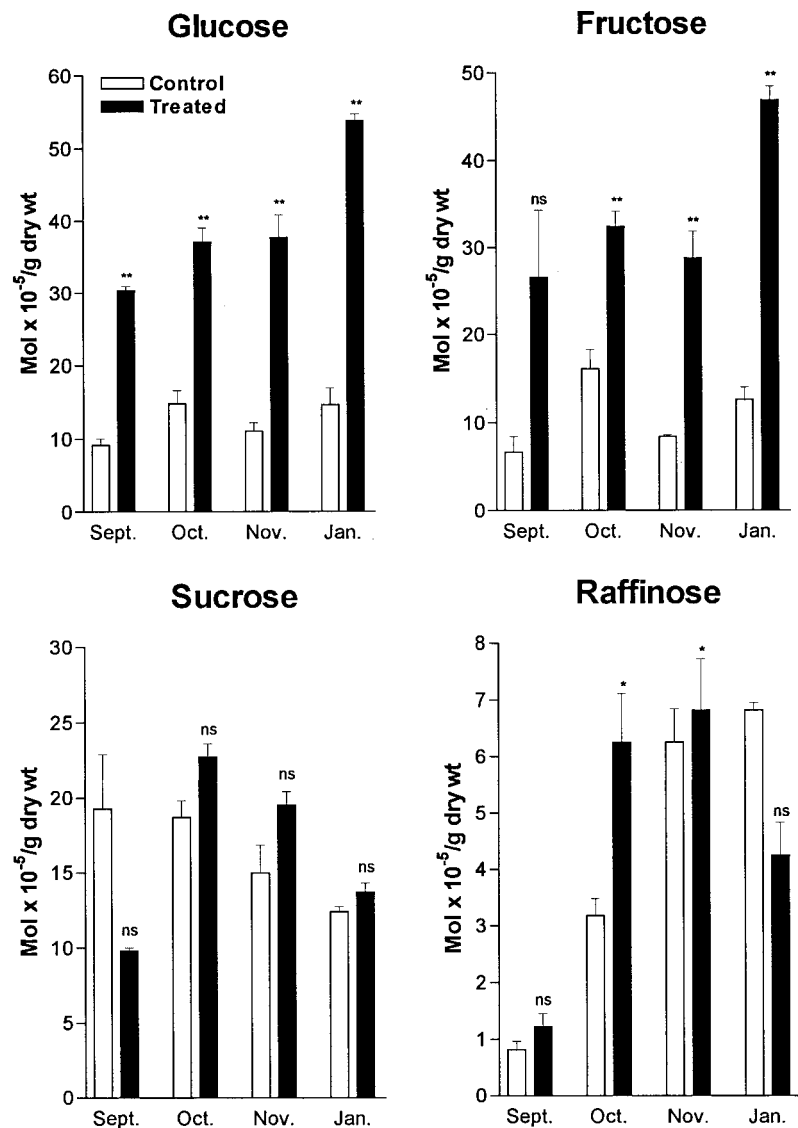 Glucose
Mol x 10⁻⁵/g dry wt
60
50
40
30
20
10
0
Control
Treated
**
**
**
**
Sept. Oct. Nov. Jan.
Fructose
Mol x 10⁻⁵/g dry wt
50
40
30
20
10
0
ns
**
**
**
Sept. Oct. Nov. Jan.
Sucrose
Mol x 10⁻⁵/g dry wt
30
25
20
15
10
5
0
ns
ns
ns
ns
Sept. Oct. Nov. Jan.
Raffinose
Mol x 10⁻⁵/g dry wt
8
7
6
5
4
3
2
1
0
ns
*
*
ns
Sept. Oct. Nov. Jan.